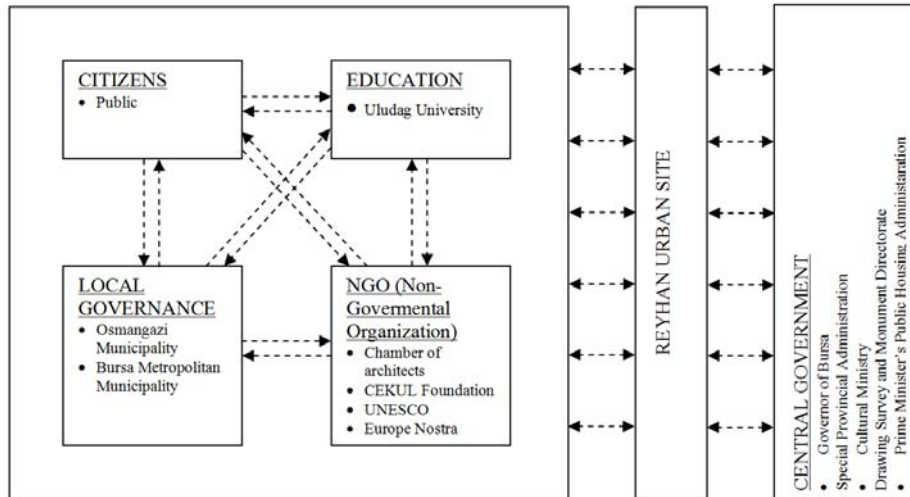 CITIZENS
• Public
EDUCATION
• Uludag University
LOCAL
GOVERNANCE
• Osmangazi
Municipality
• Bursa Metropolitan
Municipality
NGO (Non-
Govermental
Organization)
• Chamber of
architects
• CEKUL Foundation
• UNESCO
• Europe Nostra
REYHAN URBAN SITE
CENTRAL GOVERNMENT
• Governor of Bursa
Special Provincial Administration
• Cultural Ministry
Drawing Survey and Monument Directorate
• Prime Minister's Public Housing Administaration